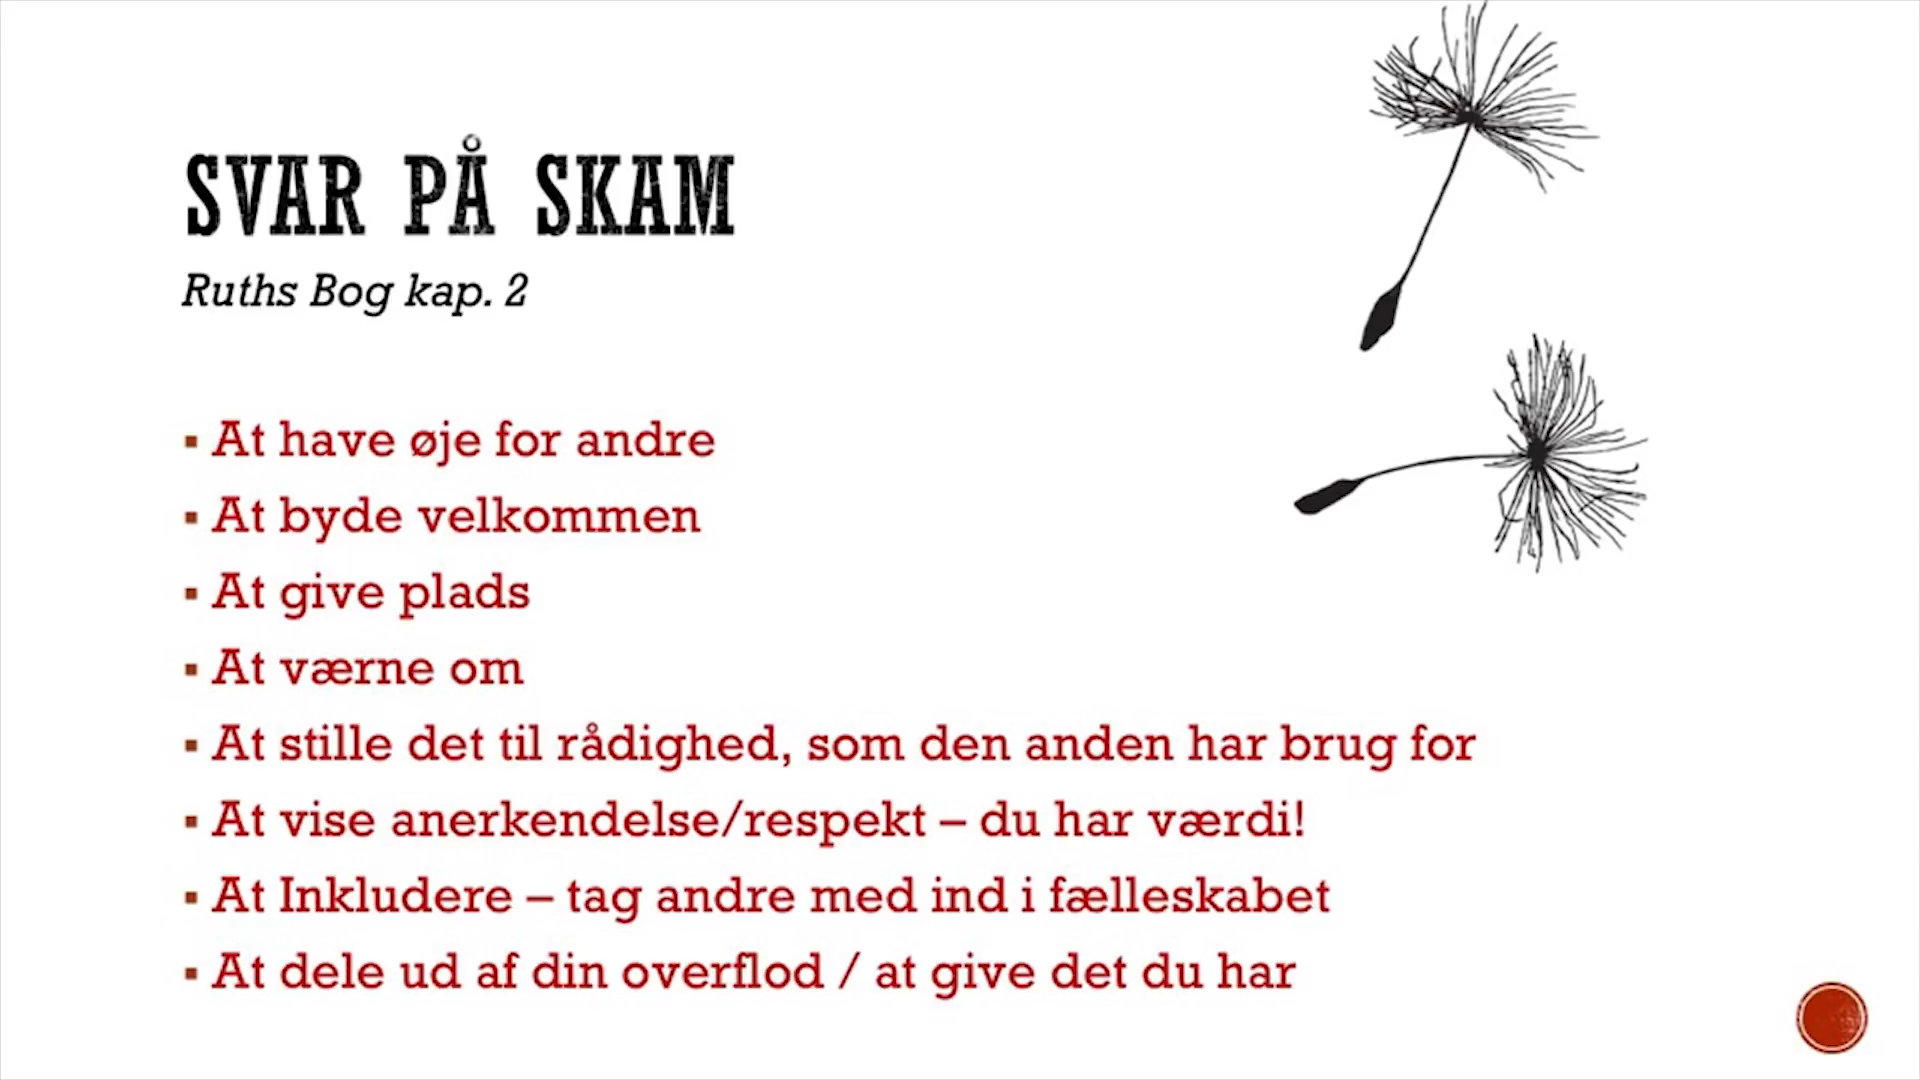 SVAR PÅ SKAM
Ruths Bog kap. 2
▪ At have øje for andre
▪ At byde velkommen
▪ At give plads
▪ At værne om
▪ At stille det til rådighed, som den anden har brug for
▪ At vise anerkendelse/respekt – du har værdi!
▪ At Inkludere – tag andre med ind i fælleskabet
▪ At dele ud af din overflod / at give det du har